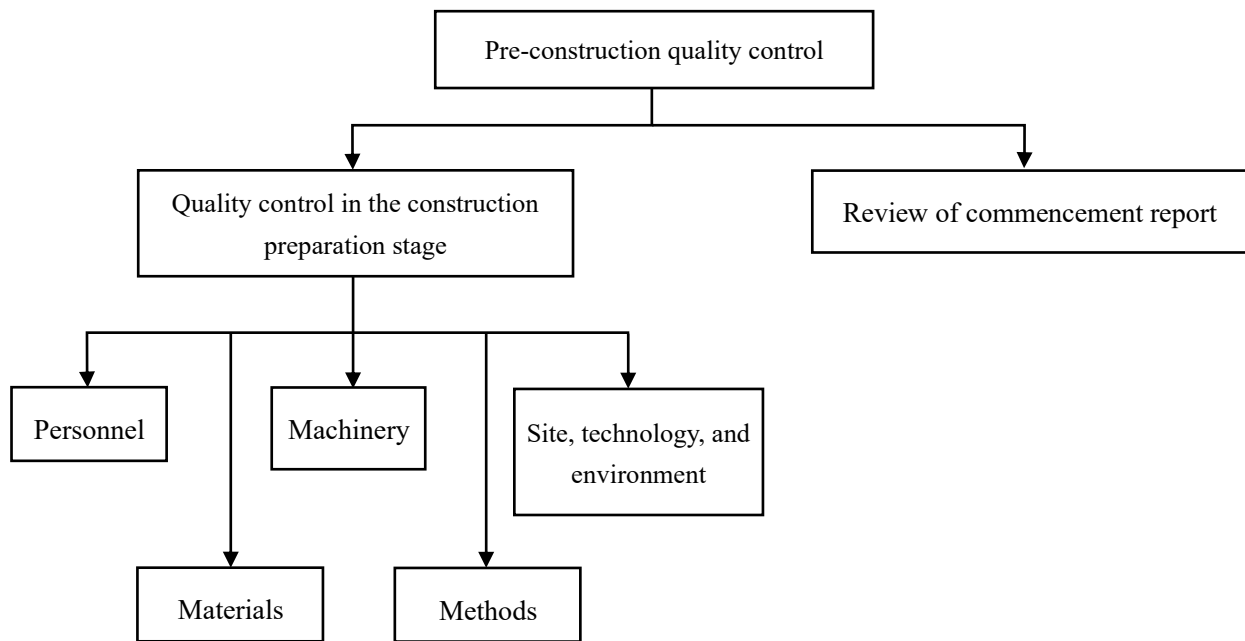 Pre-construction quality control
Quality control in the construction
preparation stage
Review of commencement report
Personnel
Machinery
Site, technology, and
environment
Materials
Methods